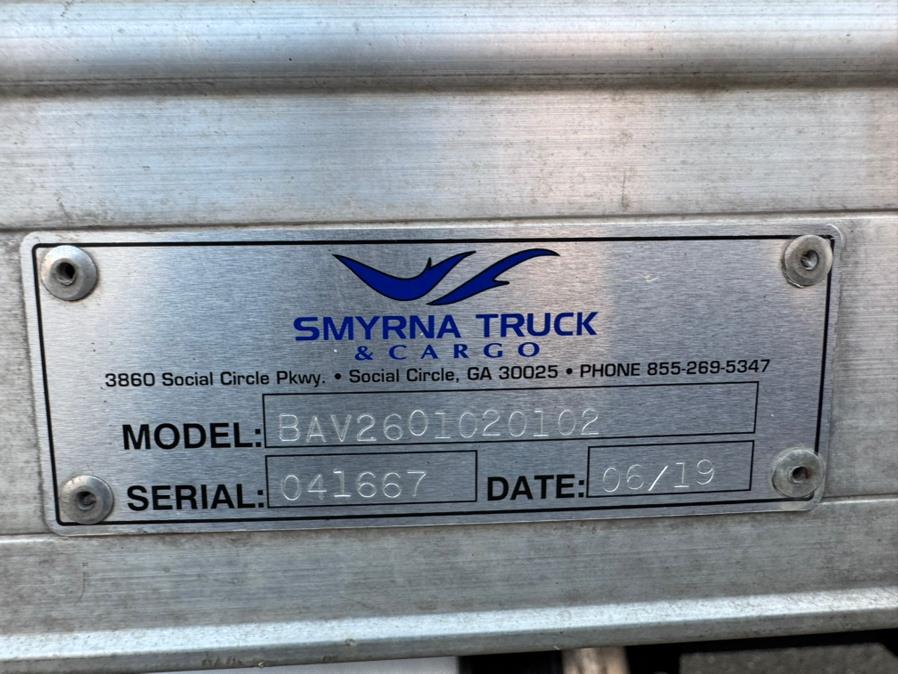 SMYRNA TRUCK
& CARGO
3860 Social Circle Pkwy. • Social Circle, GA 30025 • PHONE 855-269-5347
MODEL: BAV2601020102
SERIAL: 041667 DATE: 06/19